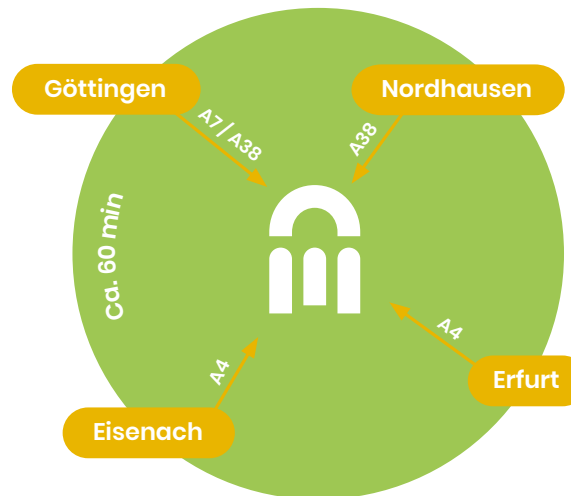 Göttingen
Nordhausen
A7/A38
A38
Ca. 60 min
A4
A4
Erfurt
Eisenach